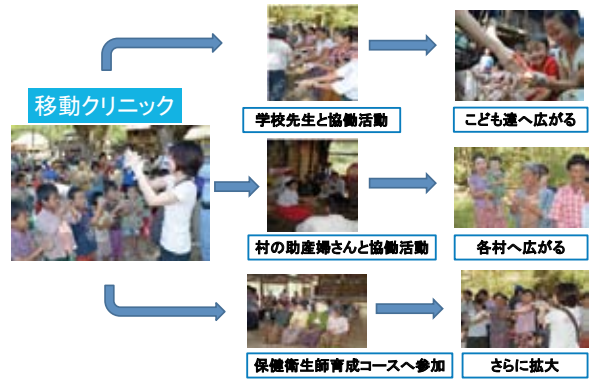 移動クリニック
学校先生と協働活動
こども達へ広がる
村の助産婦さんと協働活動
各村へ広がる
保健衛生師育成コースへ参加
さらに拡大